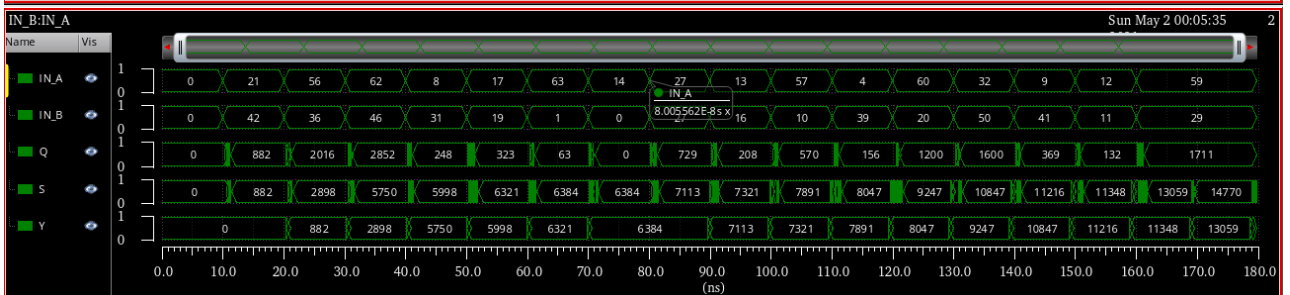 IN_B:IN_A Sun May 2 00:05:35 2
Name Vis
IN_A 1 0 0 21 56 62 8 17 63 14 27 13 57 4 60 32 9 12 59
IN_A
8.005562E-8s x
IN_B 1 0 0 42 36 46 31 19 1 0 27 16 10 39 20 50 41 11 29
Q 1 0 0 882 2016 2852 248 323 63 0 729 208 570 156 1200 1600 369 132 1711
S 1 0 0 882 2898 5750 5998 6321 6384 6384 7113 7321 7891 8047 9247 10847 11216 11348 13059 14770
Y 1 0 0 882 2898 5750 5998 6321 6384 7113 7321 7891 8047 9247 10847 11216 11348 13059
0.0 10.0 20.0 30.0 40.0 50.0 60.0 70.0 80.0 90.0 100.0 110.0 120.0 130.0 140.0 150.0 160.0 170.0 180.0
(ns)